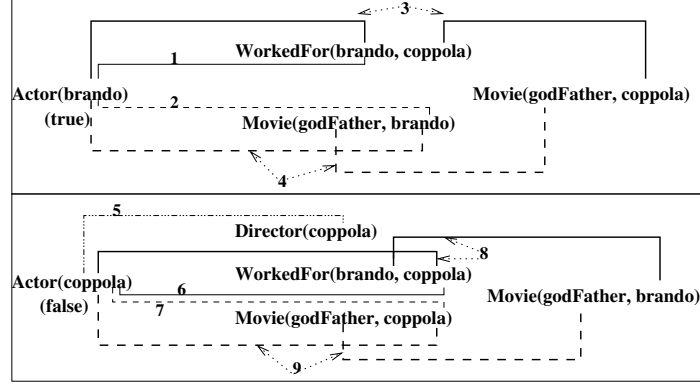 3
WorkedFor(brando, coppola)
1
Actor(brando)
Movie(godFather, coppola)
2
(true)
Movie(godFather, brando)
4
5
Director(coppola)
8
Actor(coppola)
WorkedFor(brando, coppola)
6
Movie(godFather, brando)
(false)
7
Movie(godFather, coppola)
9